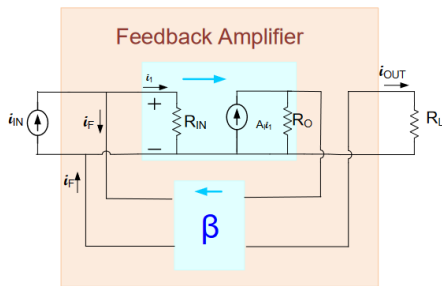 Feedback Amplifier
i₁
iOUT
+
iIN
iF
RIN
Aᵢi₁
RO
RL
−
iF
β